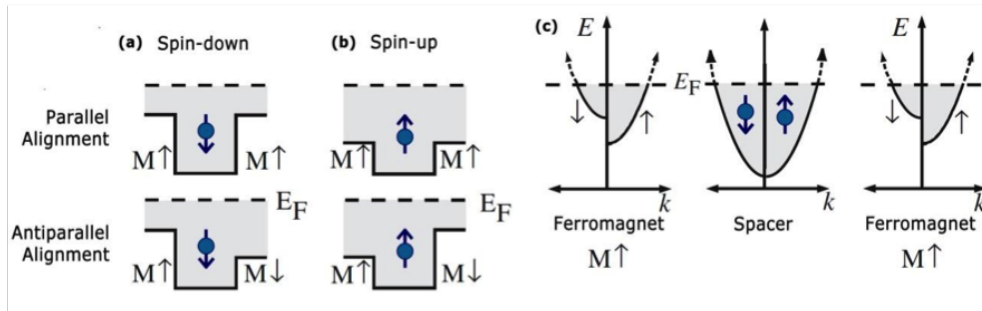 (a) Spin-down
(b) Spin-up
Parallel
Alignment
M↑ M↑
M↑ M↑
Antiparallel
Alignment
E_F
E_F
M↑ M↓
M↑ M↓
(c)
E
E
E_F
↓ ↑
↓ ↑
k
k
k
Ferromagnet
M↑
Spacer
Ferromagnet
M↑